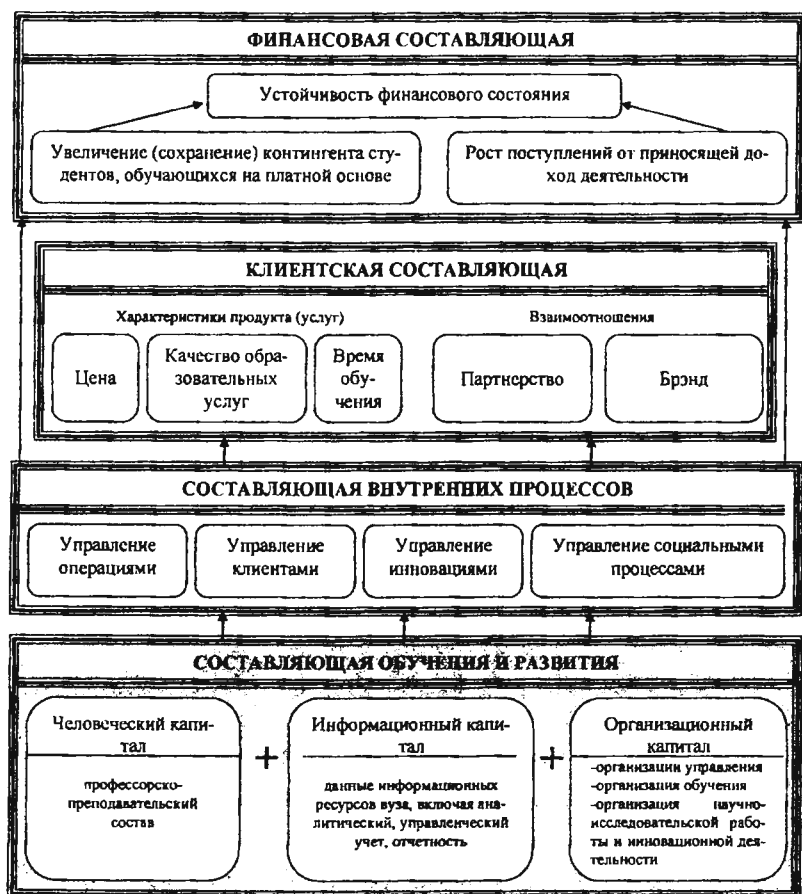 ФИНАНСОВАЯ СОСТАВЛЯЮЩАЯ
Устойчивость финансового состояния
Увеличение (сохранение) контингента сту-
дентов, обучающихся на платной основе
Рост поступлений от приносящей до-
ход деятельности
КЛИЕНТСКАЯ СОСТАВЛЯЮЩАЯ
Характеристики продукта (услуг)
Взаимоотношения
Цена
Качество обра-
зовательных
услуг
Время
обу-
чения
Партнерство
Брэнд
СОСТАВЛЯЮЩАЯ ВНУТРЕННИХ ПРОЦЕССОВ
Управление
операциями
Управление
клиентами
Управление
инновациями
Управление социальными
процессами
СОСТАВЛЯЮЩАЯ ОБУЧЕНИЯ И РАЗВИТИЯ
Человеческий капи-
тал
профессорско-
преподавательский
состав
+
Информационный капи-
тал
данные информационных
ресурсов вуза, включая ана-
литический, управленческий
учет, отчетность
+
Организационный
капитал
-организации управления
-организация обучения
-организация научно-
исследовательской рабо-
ты и инновационной дея-
тельности